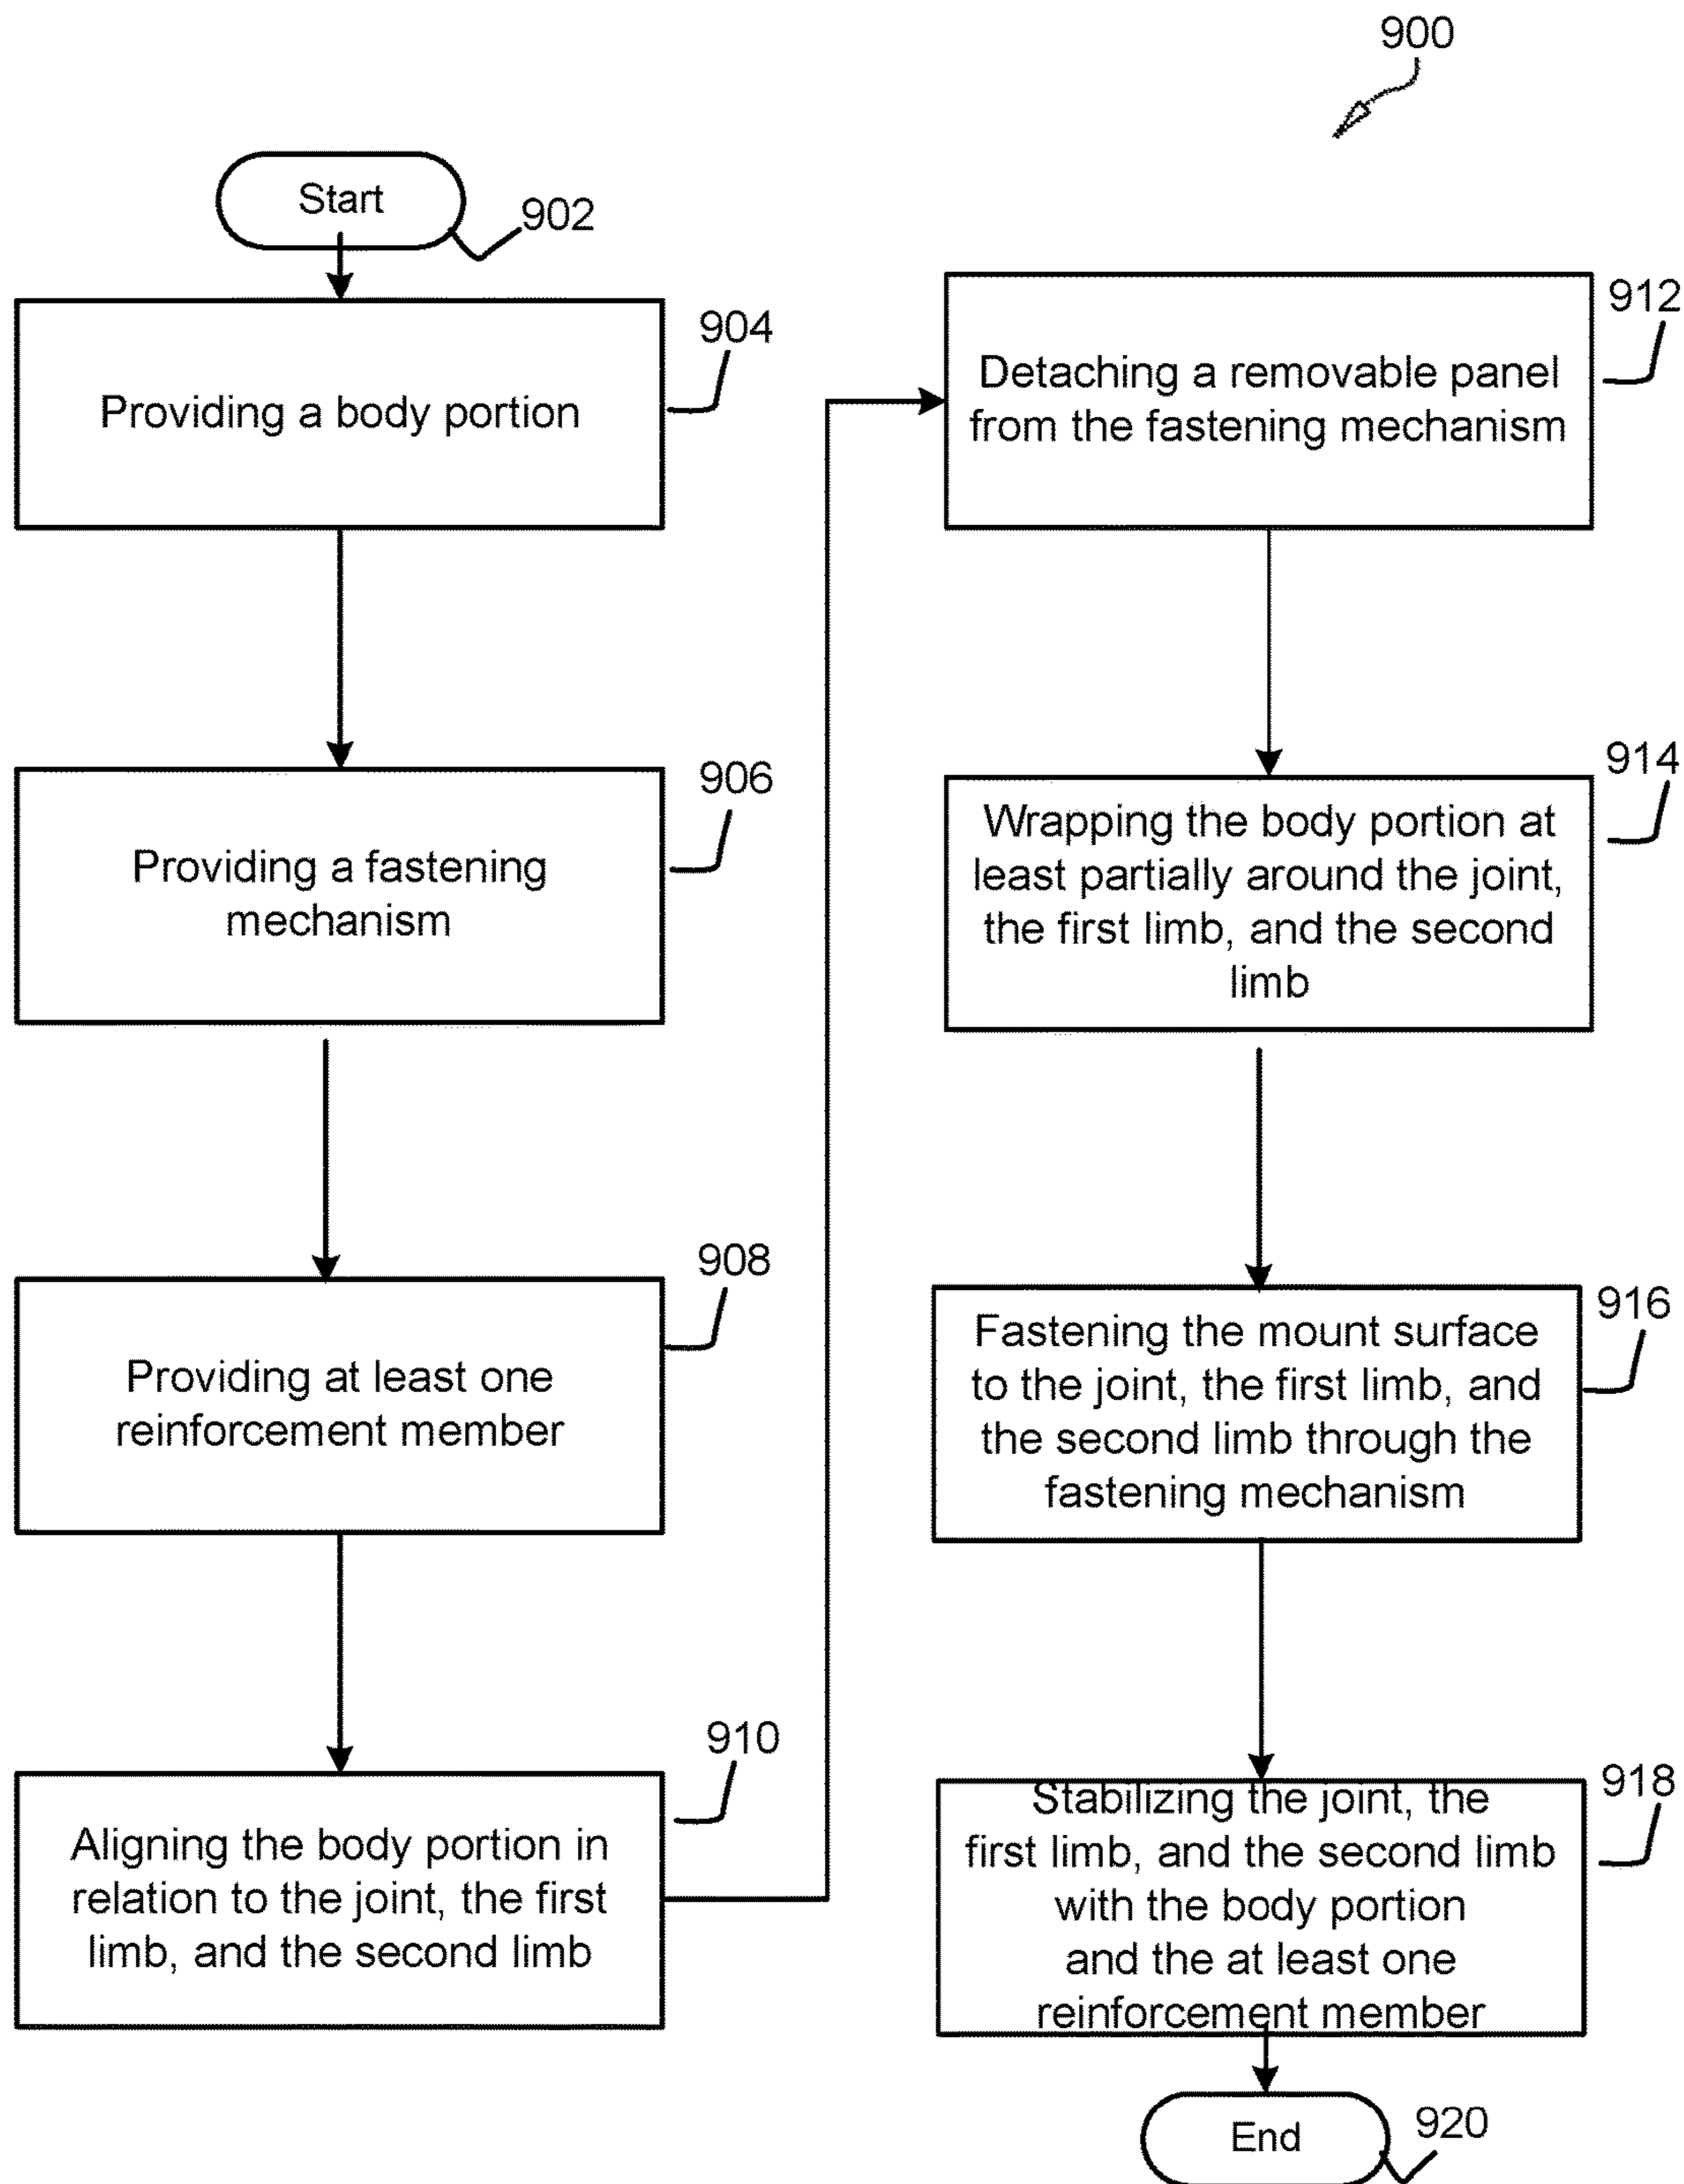 900
Start
902
904
Providing a body portion
906
Providing a fastening
mechanism
908
Providing at least one
reinforcement member
910
Aligning the body portion in
relation to the joint, the first
limb, and the second limb
912
Detaching a removable panel
from the fastening mechanism
914
Wrapping the body portion at
least partially around the joint,
the first limb, and the second
limb
916
Fastening the mount surface
to the joint, the first limb, and
the second limb through the
fastening mechanism
918
Stabilizing the joint, the
first limb, and the second limb
with the body portion
and the at least one
reinforcement member
End
920